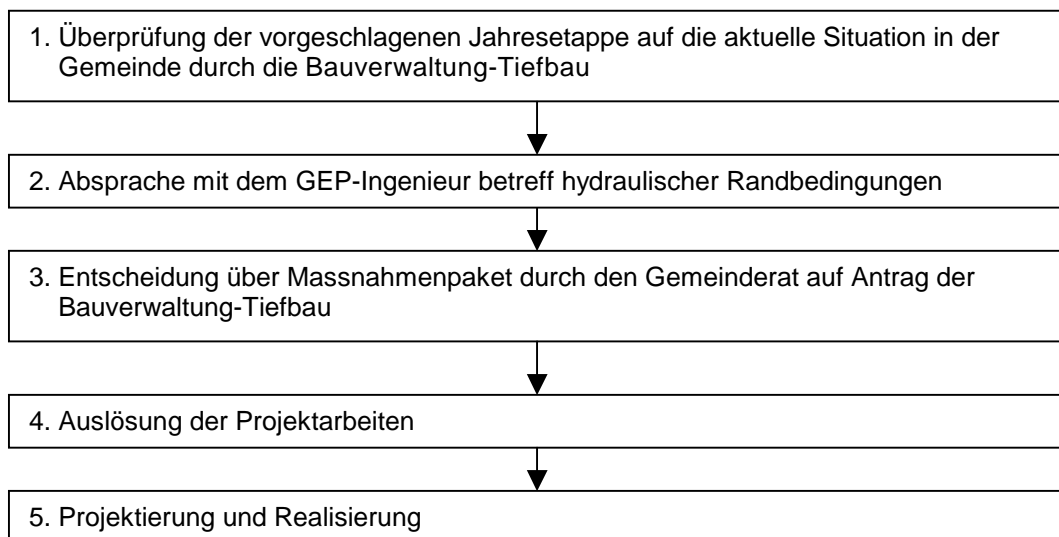 1. Überprüfung der vorgeschlagenen Jahresetappe auf die aktuelle Situation in der
Gemeinde durch die Bauverwaltung-Tiefbau
2. Absprache mit dem GEP-Ingenieur betreff hydraulischer Randbedingungen
3. Entscheidung über Massnahmenpaket durch den Gemeinderat auf Antrag der
Bauverwaltung-Tiefbau
4. Auslösung der Projektarbeiten
5. Projektierung und Realisierung